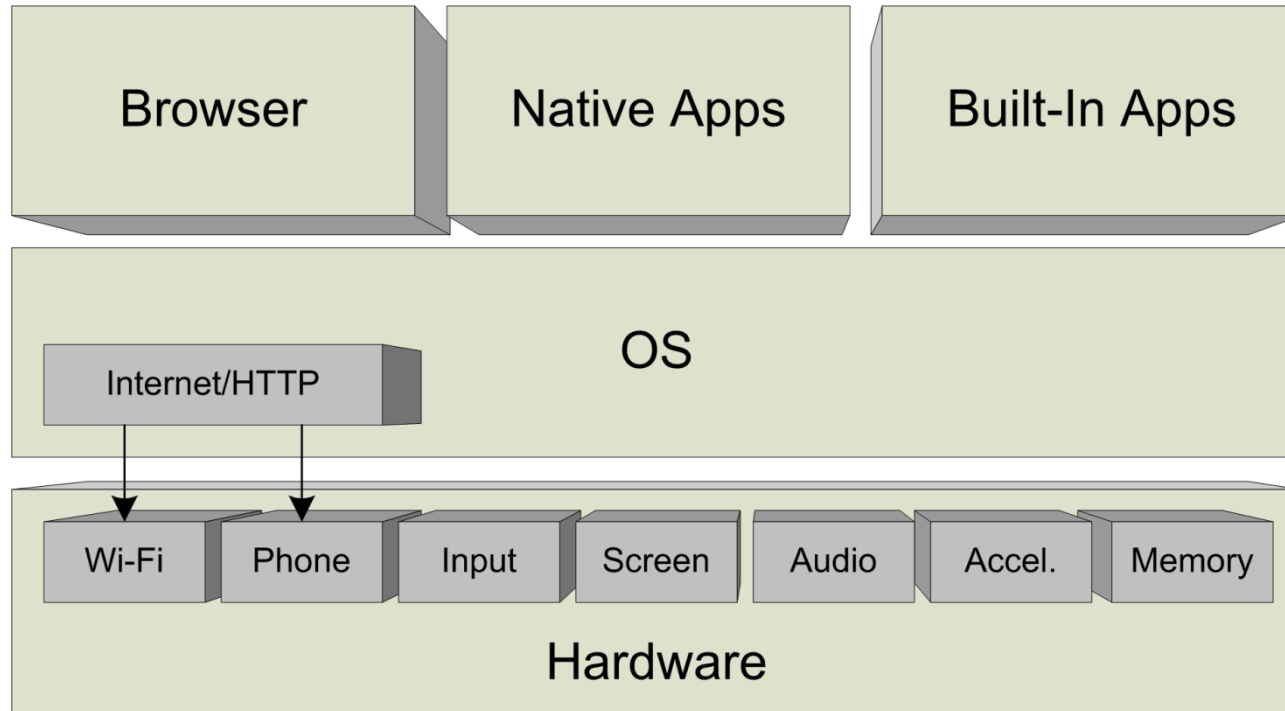 Browser
Native Apps
Built-In Apps
OS
Internet/HTTP
Wi-Fi
Phone
Input
Screen
Audio
Accel.
Memory
Hardware